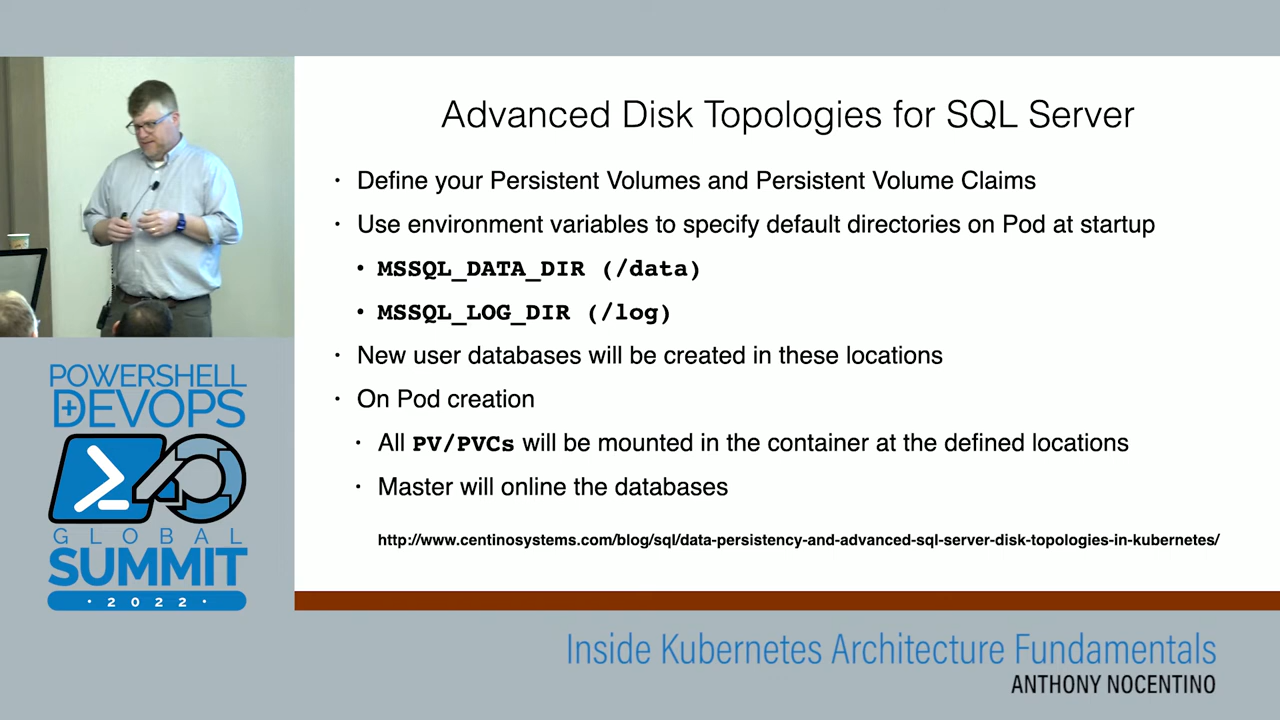 Advanced Disk Topologies for SQL Server
• Define your Persistent Volumes and Persistent Volume Claims
• Use environment variables to specify default directories on Pod at startup
• MSSQL_DATA_DIR (/data)
• MSSQL_LOG_DIR (/log)
• New user databases will be created in these locations
• On Pod creation
• All PV/PVCs will be mounted in the container at the defined locations
• Master will online the databases
http://www.centinosystems.com/blog/sql/data-persistency-and-advanced-sql-server-disk-topologies-in-kubernetes/
POWERSHELL
+DEVOPS
GLOBAL
SUMMIT
· 2022 ·
Inside Kubernetes Architecture Fundamentals
ANTHONY NOCENTINO